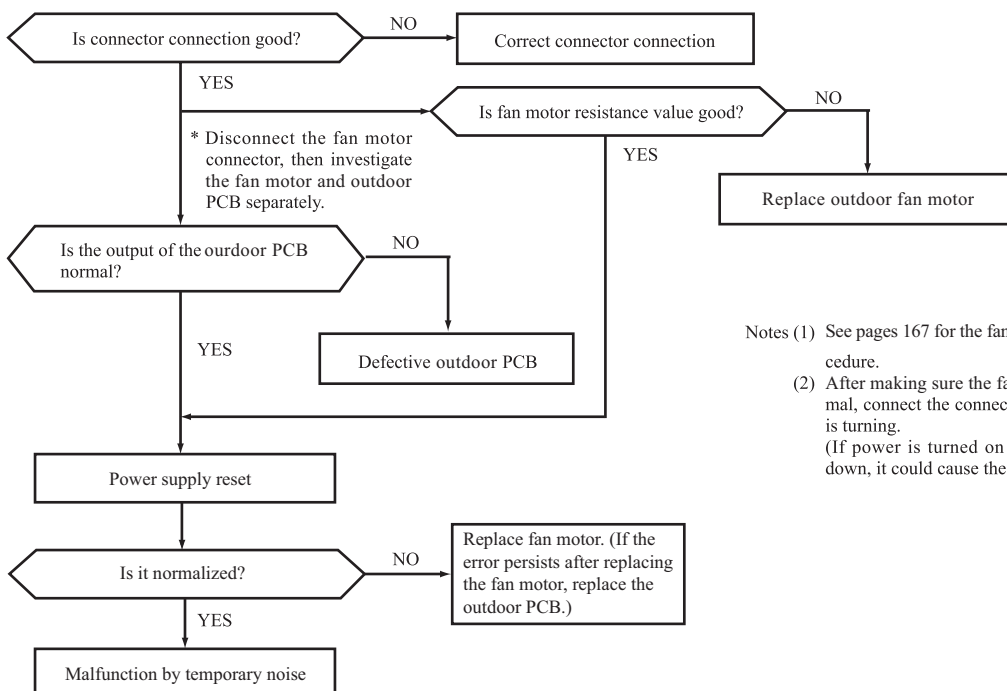 Is connector connection good?
NO
Correct connector connection
YES
Is fan motor resistance value good?
NO
* Disconnect the fan motor
connector, then investigate
the fan motor and outdoor
PCB separately.
YES
Replace outdoor fan motor
Is the output of the ourdoor PCB
normal?
NO
YES
Defective outdoor PCB
Notes (1) See pages 167 for the fan
cedure.
(2) After making sure the fa
mal, connect the connec
is turning.
(If power is turned on
down, it could cause the
Power supply reset
Is it normalized?
NO
Replace fan motor. (If the
error persists after replacing
the fan motor, replace the
outdoor PCB.)
YES
Malfunction by temporary noise